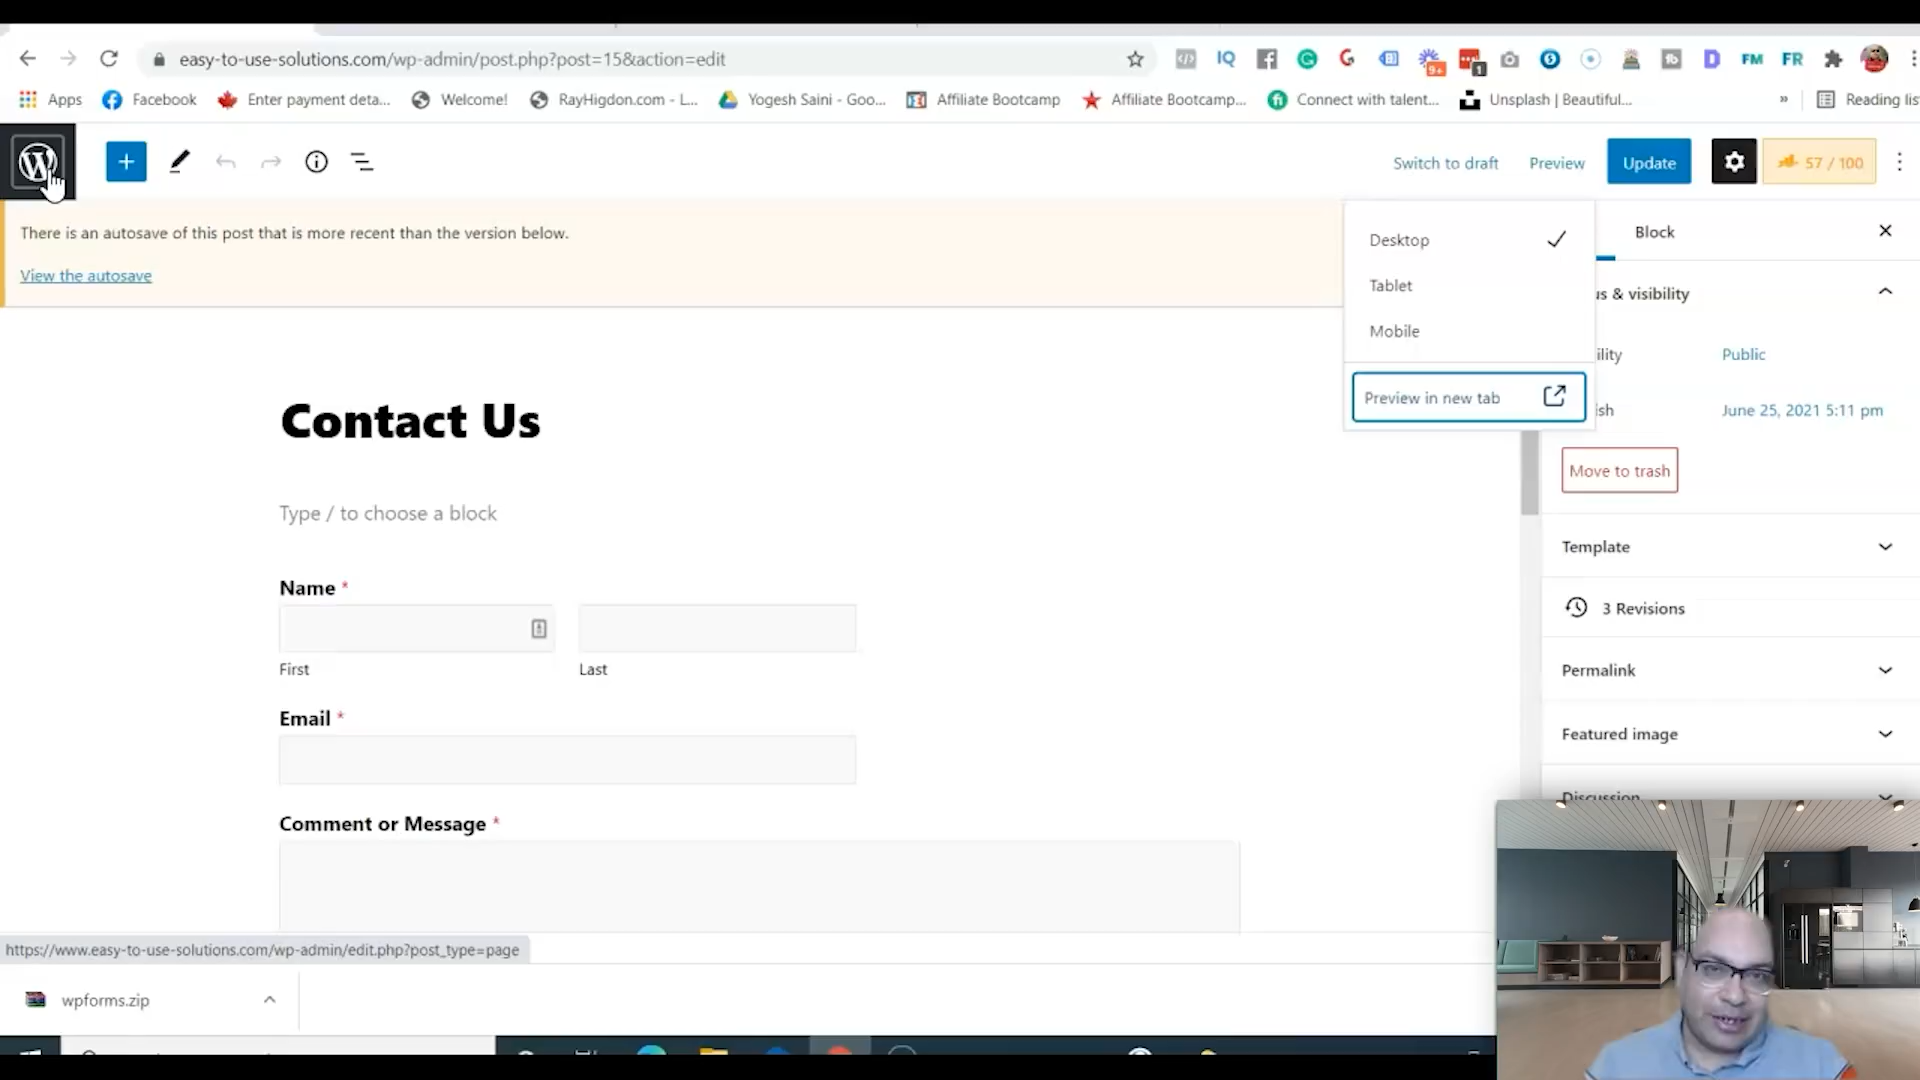 easy-to-use-solutions.com/wp-admin/post.php?post=15&action=edit
IQ
9+
1
D
FM
FR
Apps
Facebook
Enter payment deta...
Welcome!
RayHigdon.com - L...
Yogesh Saini - Goo...
Affiliate Bootcamp
Affiliate Bootcamp...
Connect with talent...
Unsplash | Beautiful...
»
Reading lis
Switch to draft
Preview
Update
57 / 100
There is an autosave of this post that is more recent than the version below.
View the autosave
Desktop
Tablet
Mobile
Preview in new tab
Block
us & visibility
ility
Public
ish
June 25, 2021 5:11 pm
Move to trash
Template
3 Revisions
Permalink
Featured image
Discussion
Contact Us
Type / to choose a block
Name *
First
Last
Email *
Comment or Message *
https://www.easy-to-use-solutions.com/wp-admin/edit.php?post_type=page
wpforms.zip